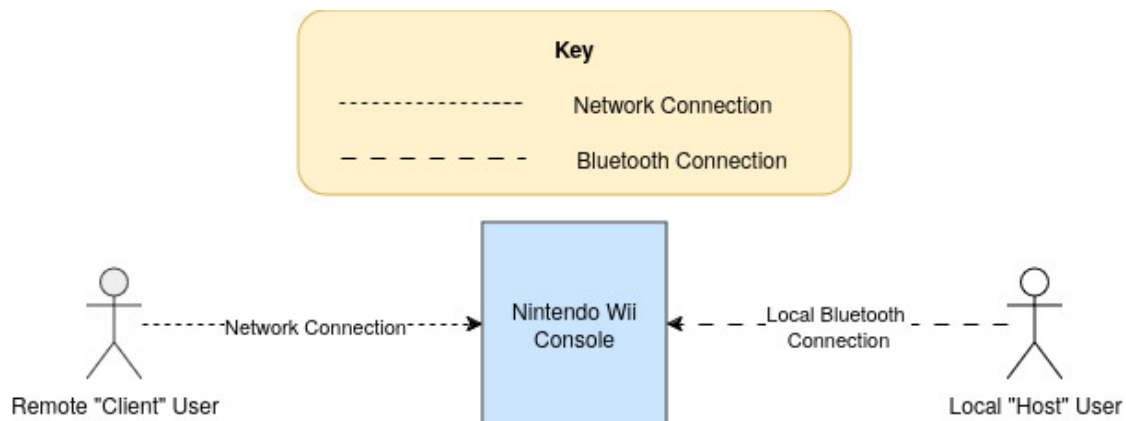 Key
Network Connection
Bluetooth Connection
Nintendo Wii
Console
Network Connection
Local Bluetooth
Connection
Remote "Client" User
Local "Host" User